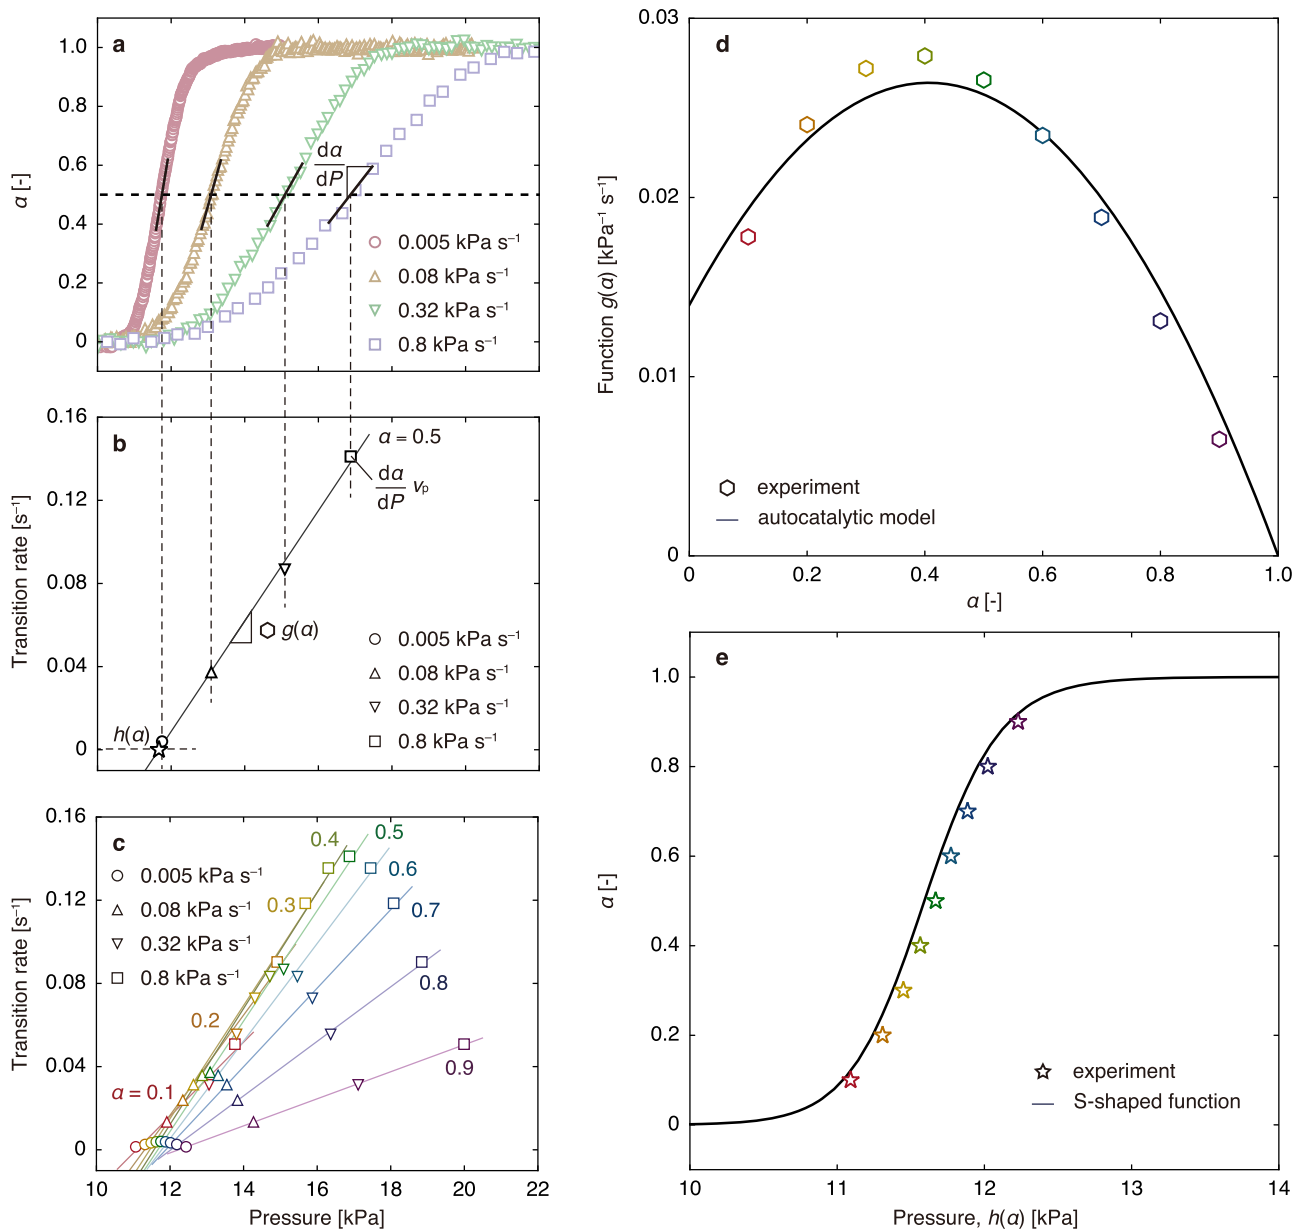 a
1.0
0.8
0.6
0.4
0.2
0
α [-]
dα
dP
0.005 kPa s⁻¹
0.08 kPa s⁻¹
0.32 kPa s⁻¹
0.8 kPa s⁻¹
b
0.16
0.12
0.08
0.04
0
Transition rate [s⁻¹]
α = 0.5
dα
dP
vₚ
g(α)
h(α)
0.005 kPa s⁻¹
0.08 kPa s⁻¹
0.32 kPa s⁻¹
0.8 kPa s⁻¹
10 12 14 16 18 20 22
c
0.16
0.12
0.08
0.04
0
Transition rate [s⁻¹]
0.005 kPa s⁻¹
0.08 kPa s⁻¹
0.32 kPa s⁻¹
0.8 kPa s⁻¹
0.4
0.5
0.6
0.3
0.7
0.8
0.2
α = 0.1
0.9
Pressure [kPa]
d
0.03
0.02
0.01
0
Function g(α) [kPa⁻¹ s⁻¹]
experiment
autocatalytic model
0 0.2 0.4 0.6 0.8 1.0
α [-]
e
1.0
0.8
0.6
0.4
0.2
0
α [-]
experiment
S-shaped function
10 11 12 13 14
Pressure, h(α) [kPa]